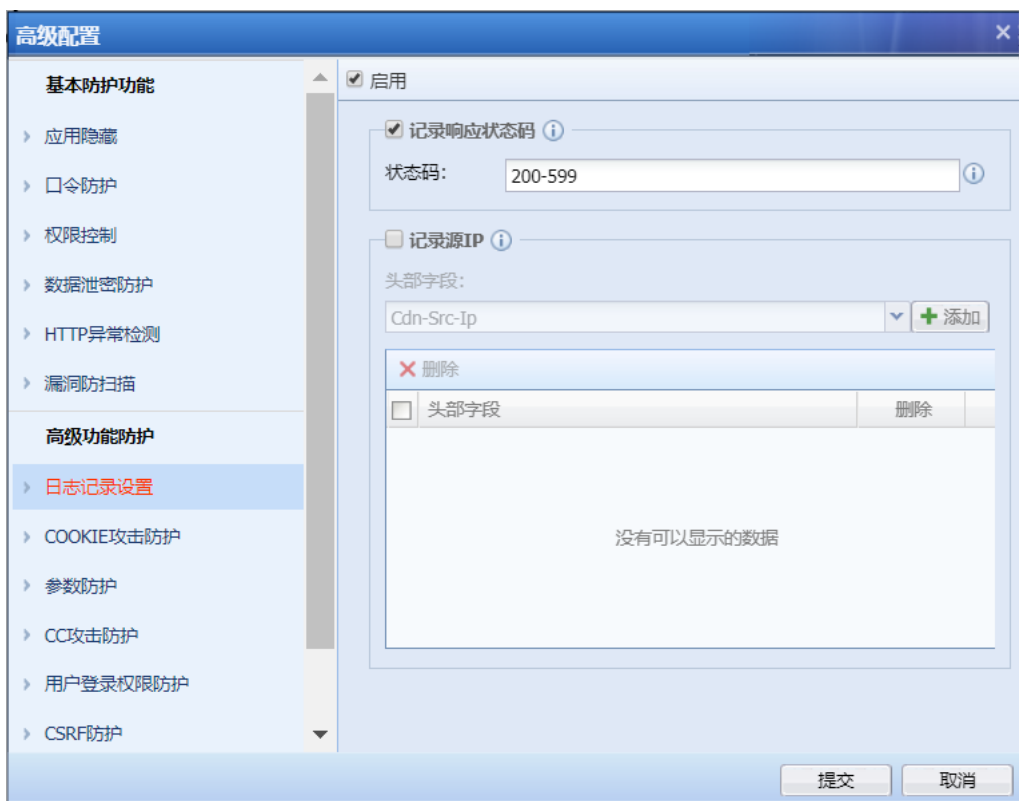 高级配置
基本防护功能
应用隐藏
口令防护
权限控制
数据泄密防护
HTTP异常检测
漏洞防扫描
高级功能防护
日志记录设置
COOKIE攻击防护
参数防护
CC攻击防护
用户登录权限防护
CSRF防护
启用
记录响应状态码
状态码：
200-599
记录源IP
头部字段：
Cdn-Src-Ip
添加
删除
头部字段 删除
没有可以显示的数据
提交 取消